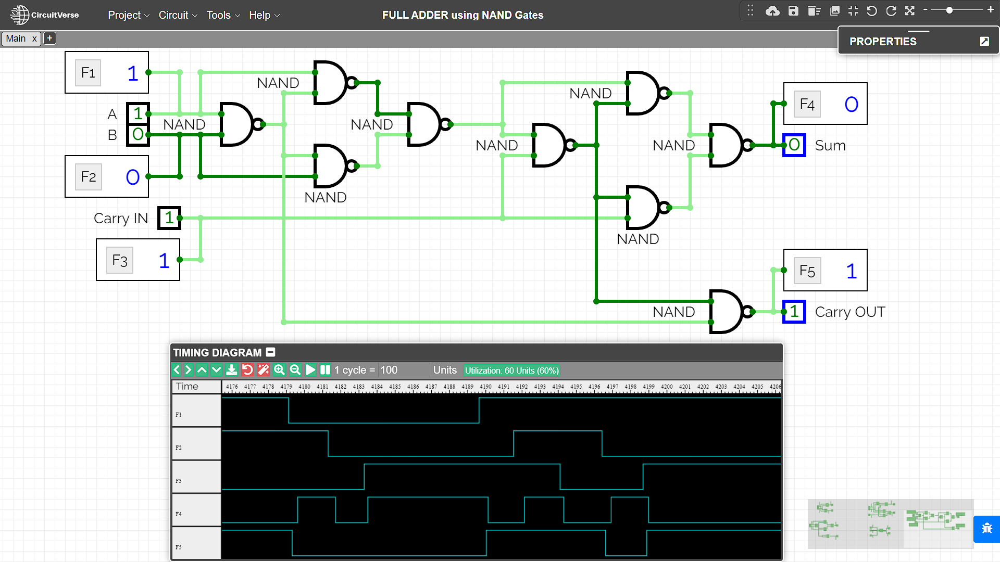 CircuitVerse Project Circuit Tools Help FULL ADDER using NAND Gates - +
Main x +
PROPERTIES
F1 1
NAND
NAND
F4 0
A 1
NAND
NAND
B 0
NAND
NAND
0 Sum
F2 0
NAND
Carry IN 1
NAND
F3 1
F5 1
NAND
1 Carry OUT
TIMING DIAGRAM
1 cycle = 100 Units Utilization: 60 Units (60%)
Time 4176 4177 4178 4179 4180 4181 4182 4183 4184 4185 4186 4187 4188 4189 4190 4191 4192 4193 4194 4195 4196 4197 4198 4199 4200 4201 4202 4203 4204 4205 4206
F1
F2
F3
F4
F5